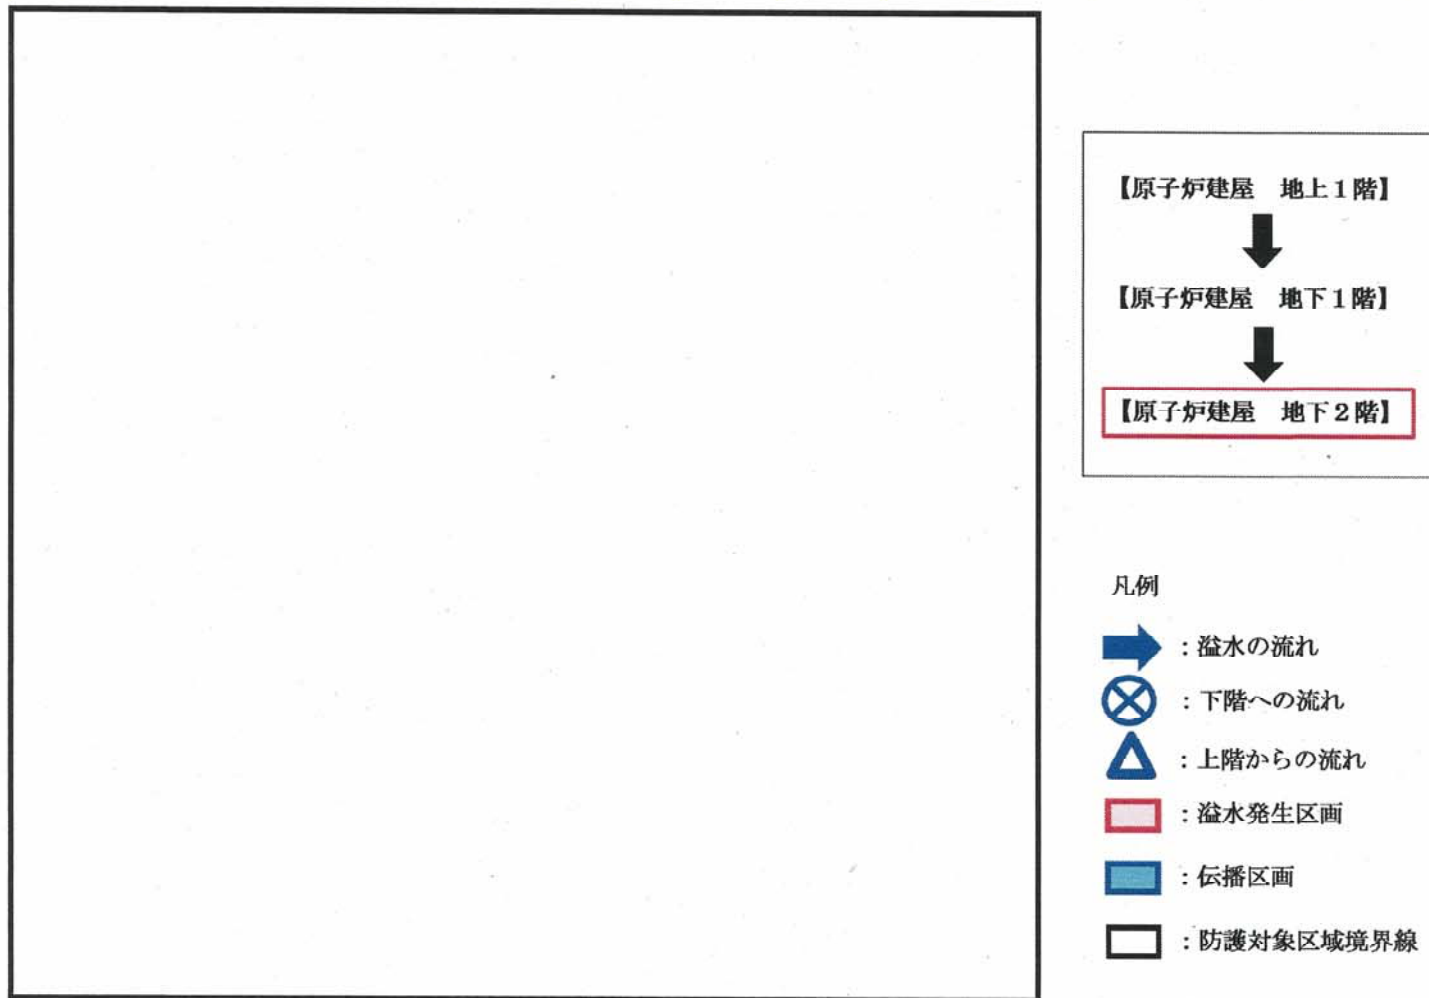 【原子炉建屋　地上１階】
【原子炉建屋　地下１階】
【原子炉建屋　地下２階】
凡例
：溢水の流れ
：下階への流れ
：上階からの流れ
：溢水発生区画
：伝播区画
：防護対象区域境界線